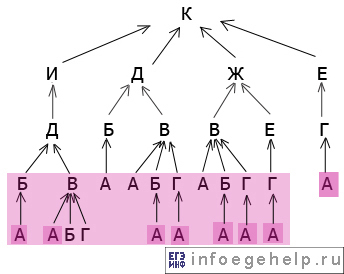 К
И Д Ж Е
Д Б В В Е Г
Б В А А Б Г А Б Г Г А
А А Б Г А А А А А
ЕГЭ ИНФ infoegehelp.ru